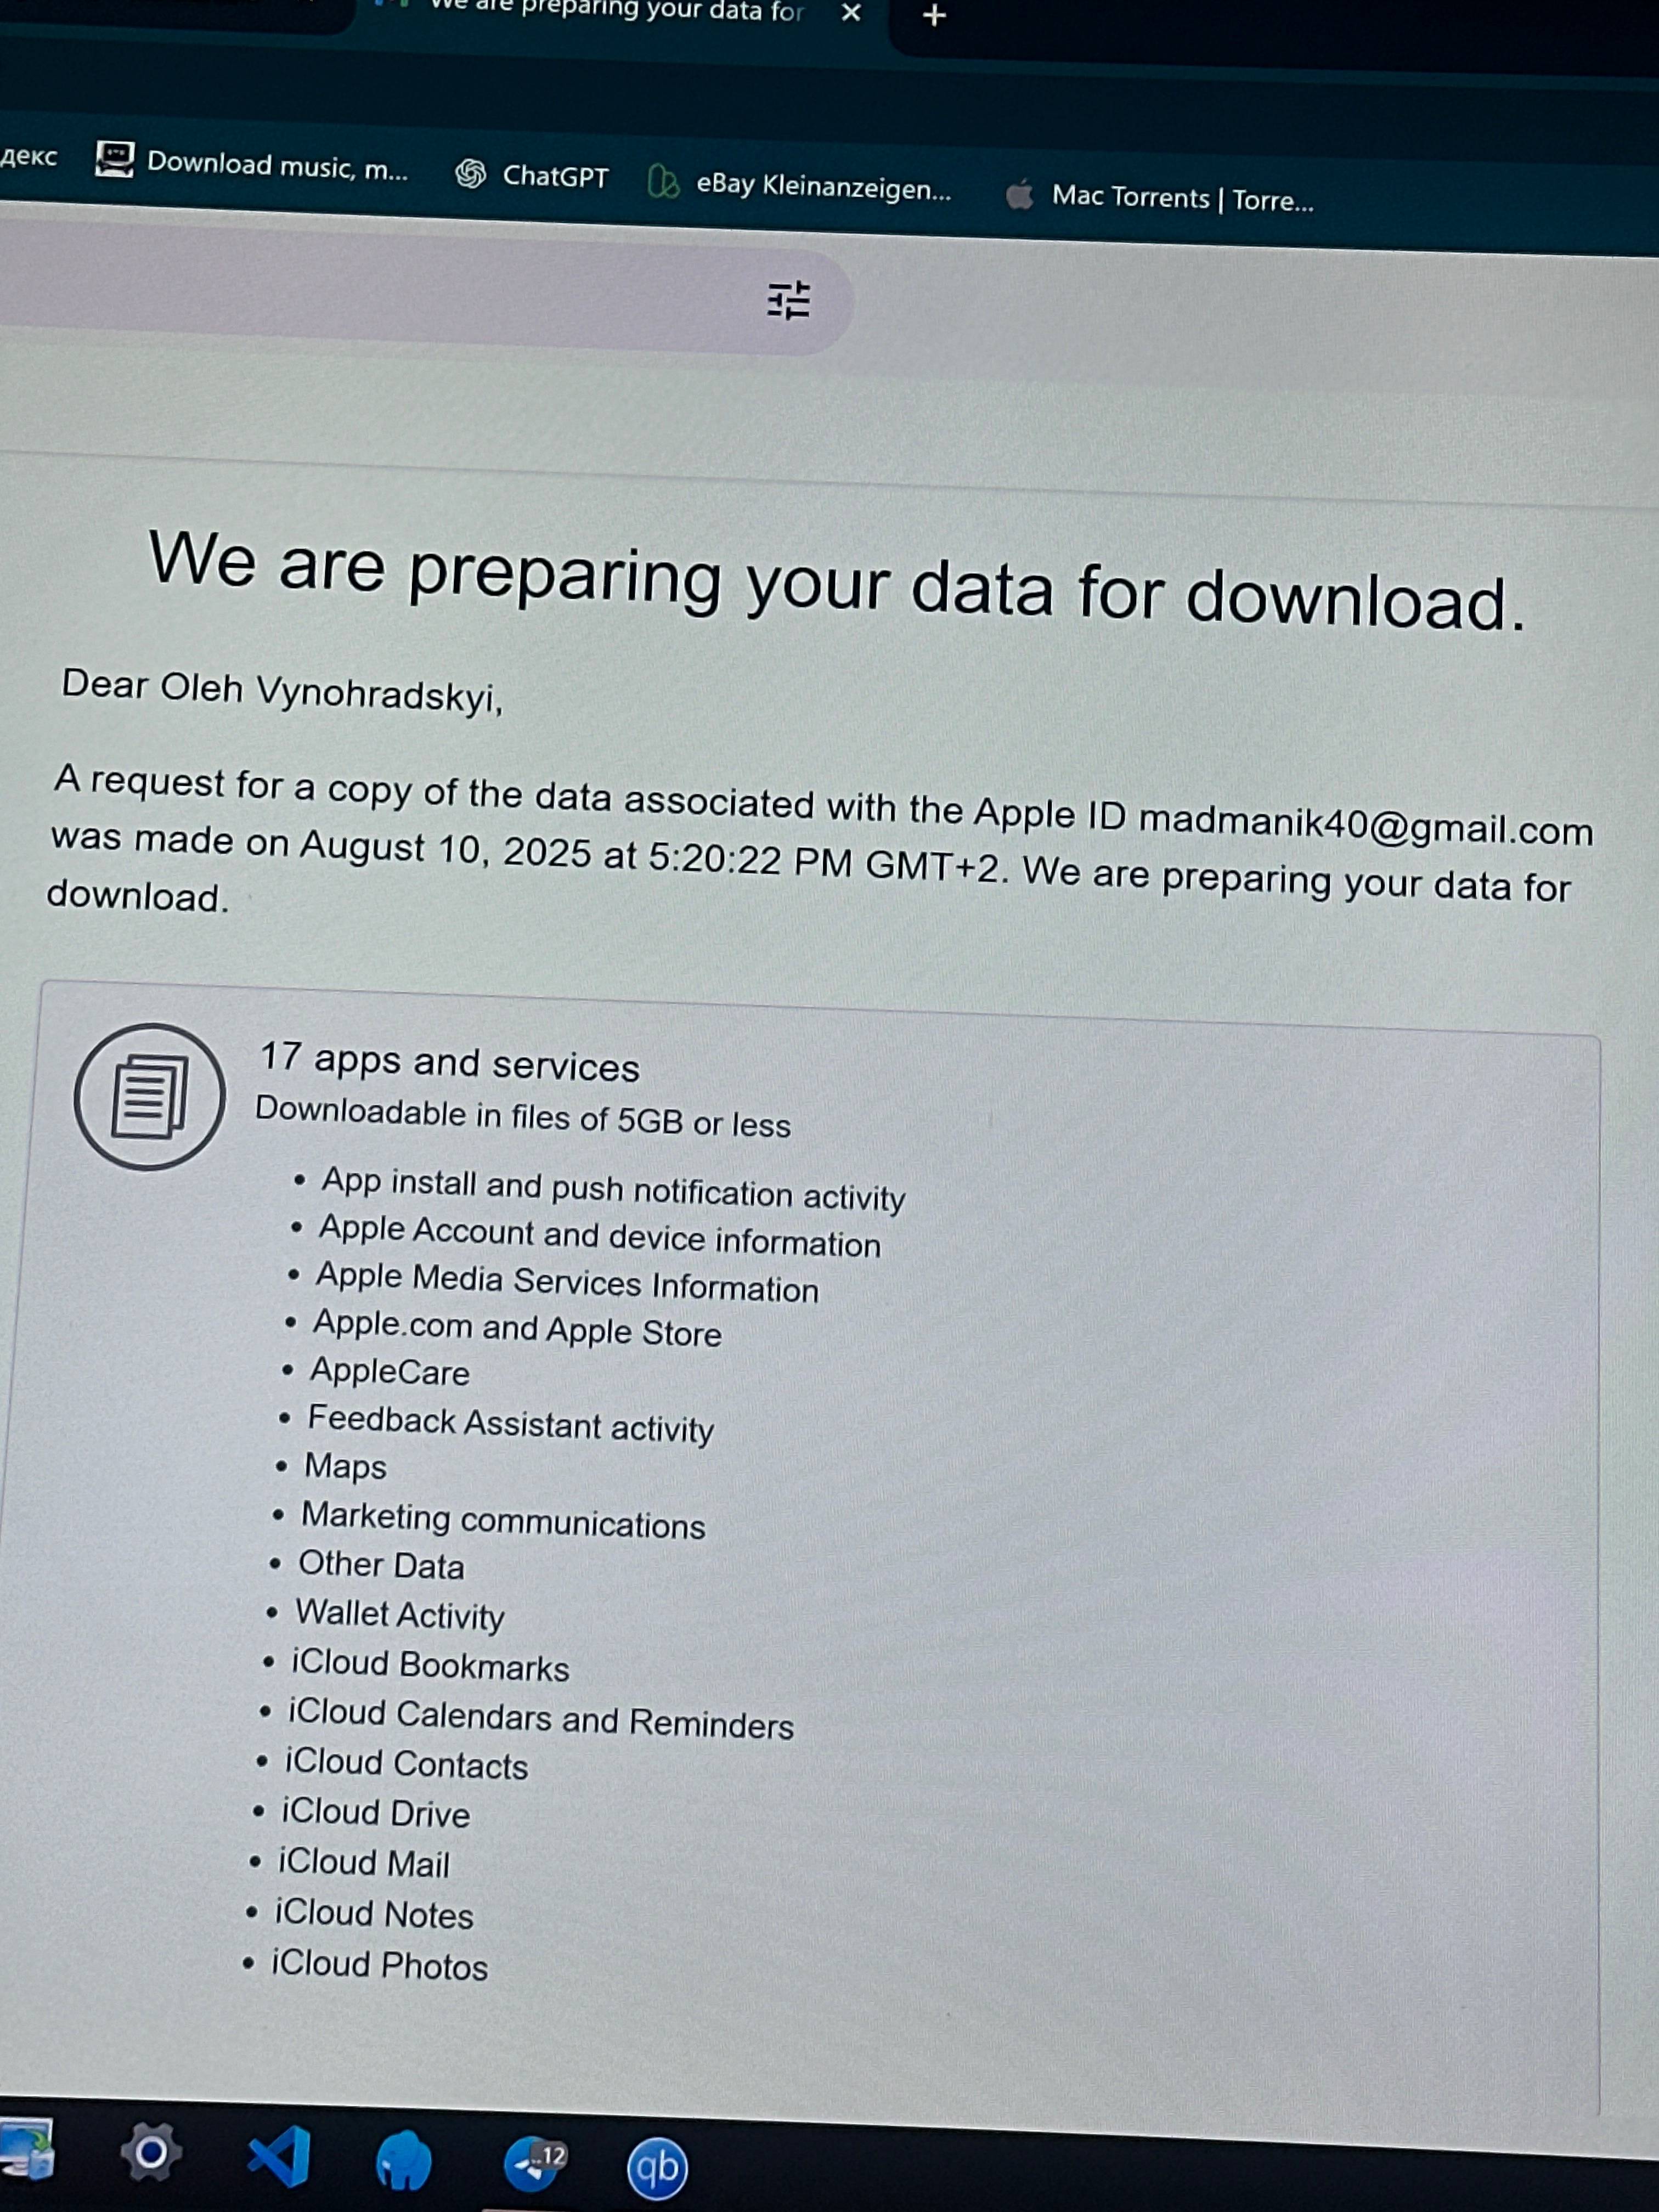 We are preparing your data for
декс Download music, m... ChatGPT eBay Kleinanzeigen... Mac Torrents | Torre...
We are preparing your data for download.
Dear Oleh Vynohradskyi,
A request for a copy of the data associated with the Apple ID madmanik40@gmail.com
was made on August 10, 2025 at 5:20:22 PM GMT+2. We are preparing your data for
download.
17 apps and services
Downloadable in files of 5GB or less
• App install and push notification activity
• Apple Account and device information
• Apple Media Services Information
• Apple.com and Apple Store
• AppleCare
• Feedback Assistant activity
• Maps
• Marketing communications
• Other Data
• Wallet Activity
• iCloud Bookmarks
• iCloud Calendars and Reminders
• iCloud Contacts
• iCloud Drive
• iCloud Mail
• iCloud Notes
• iCloud Photos
..12 qb